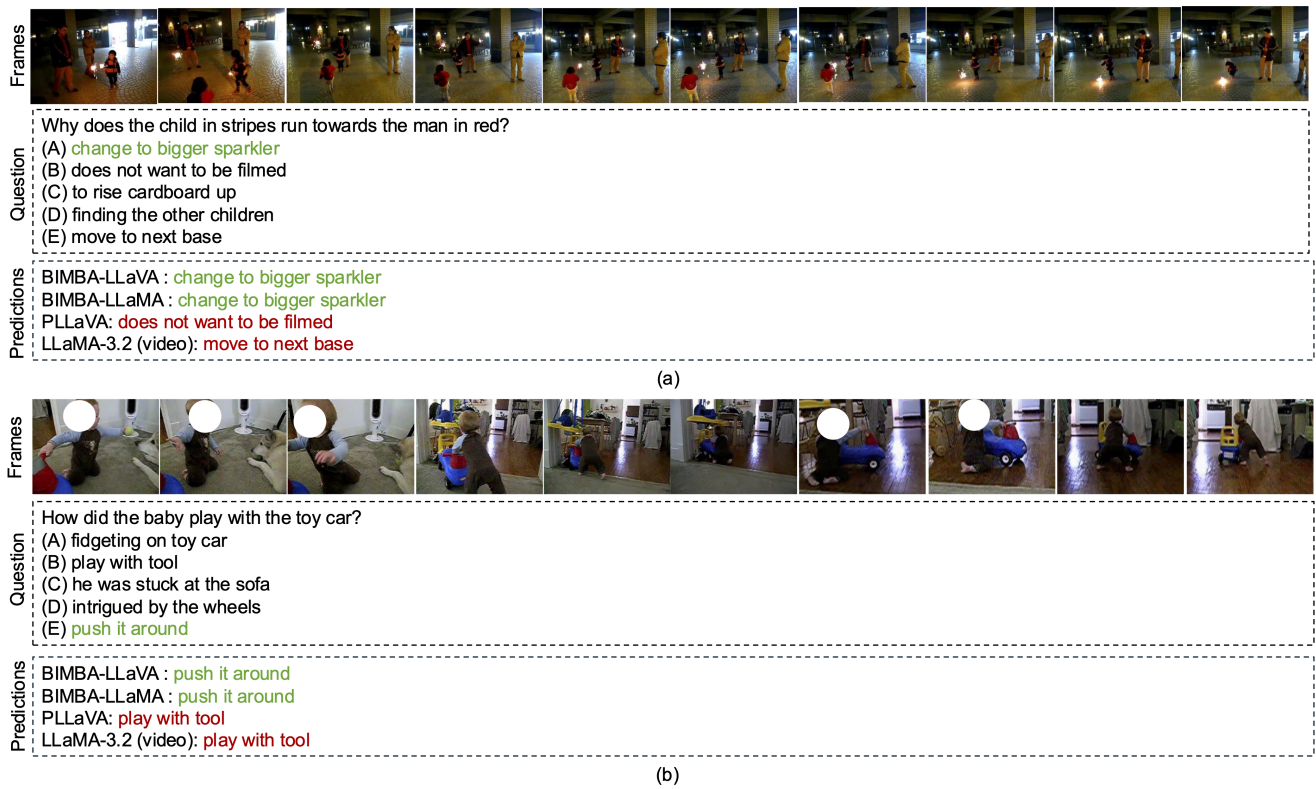 Frames
Question
Why does the child in stripes run towards the man in red?
(A) change to bigger sparkler
(B) does not want to be filmed
(C) to rise cardboard up
(D) finding the other children
(E) move to next base
Predictions
BIMBA-LLaVA : change to bigger sparkler
BIMBA-LLaMA : change to bigger sparkler
PLLaVA: does not want to be filmed
LLaMA-3.2 (video): move to next base
(a)
Frames
Question
How did the baby play with the toy car?
(A) fidgeting on toy car
(B) play with tool
(C) he was stuck at the sofa
(D) intrigued by the wheels
(E) push it around
Predictions
BIMBA-LLaVA : push it around
BIMBA-LLaMA : push it around
PLLaVA: play with tool
LLaMA-3.2 (video): play with tool
(b)